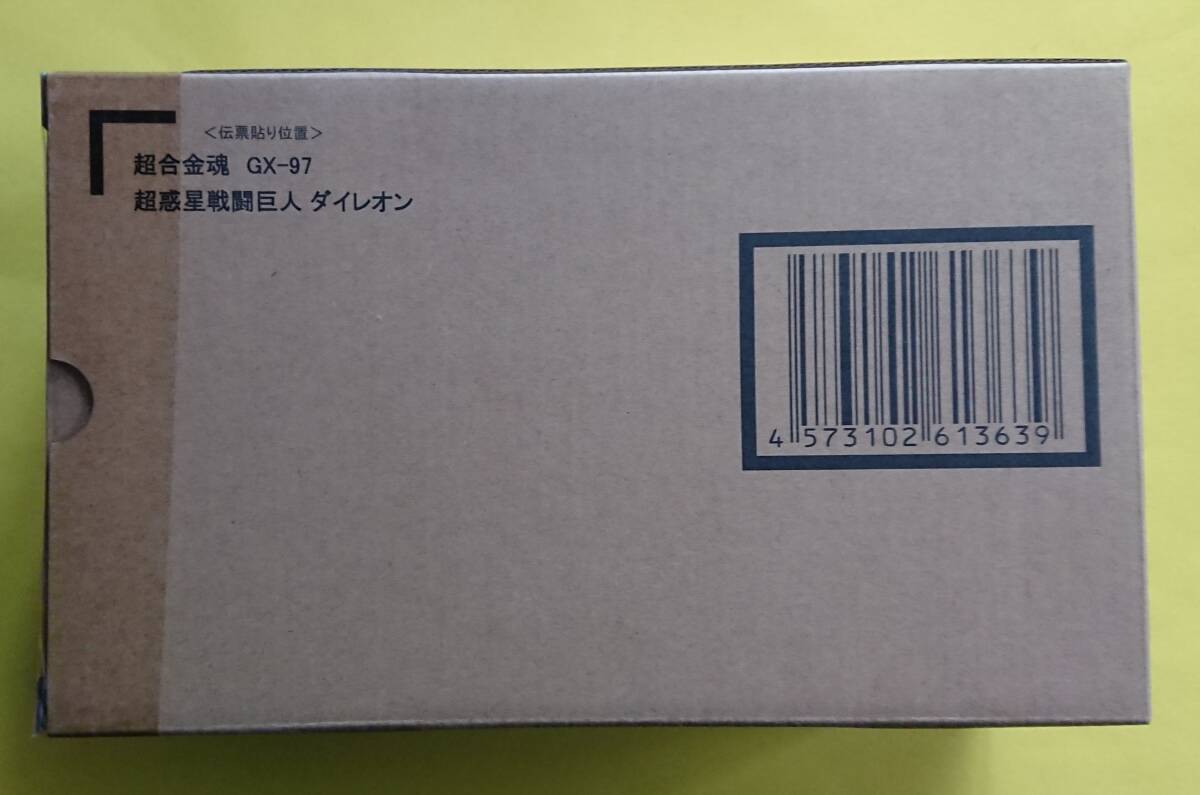 ＜伝票貼り位置＞
超合金魂 GX-97
超惑星戦闘巨人 ダイレオン
4 573102 613639